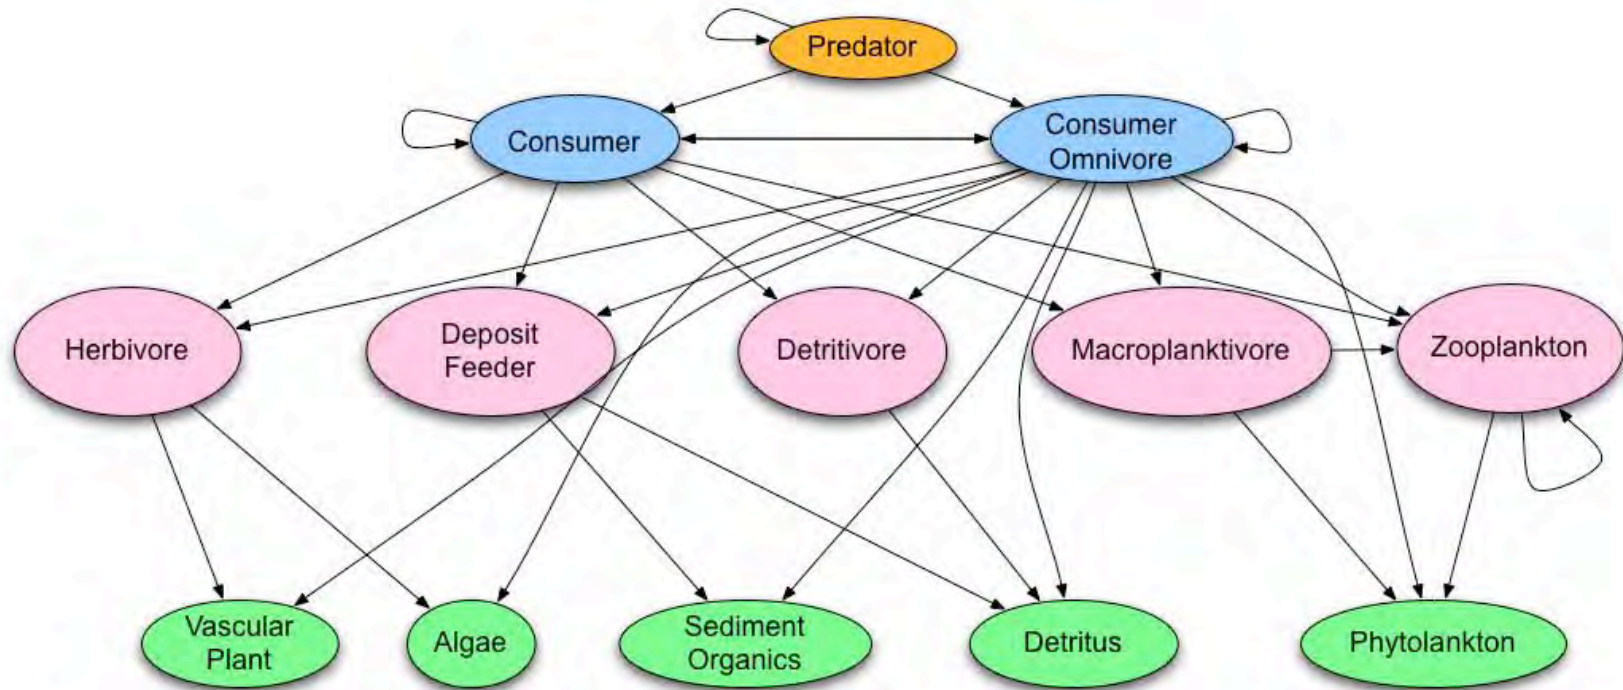 Predator
Consumer
Consumer
Omnivore
Herbivore
Deposit
Feeder
Detritivore
Macroplanktivore
Zooplankton
Vascular
Plant
Algae
Sediment
Organics
Detritus
Phytolankton